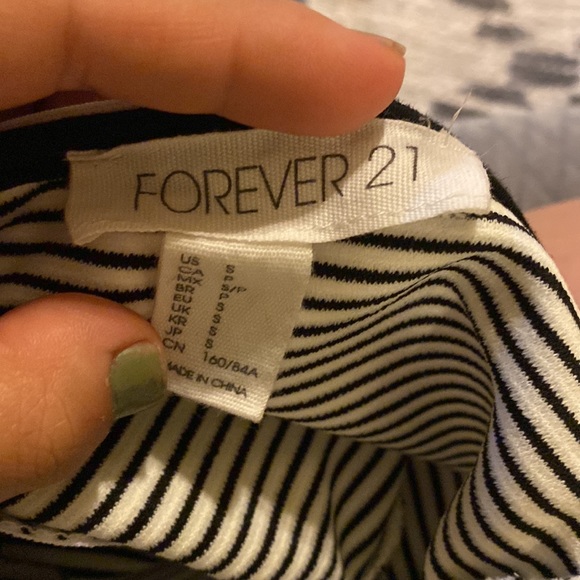 FOREVER 21
US S
CA P
MX S/P
BR P
EU S
UK S
KR S
JP S
CN 160/84A
MADE IN CHINA